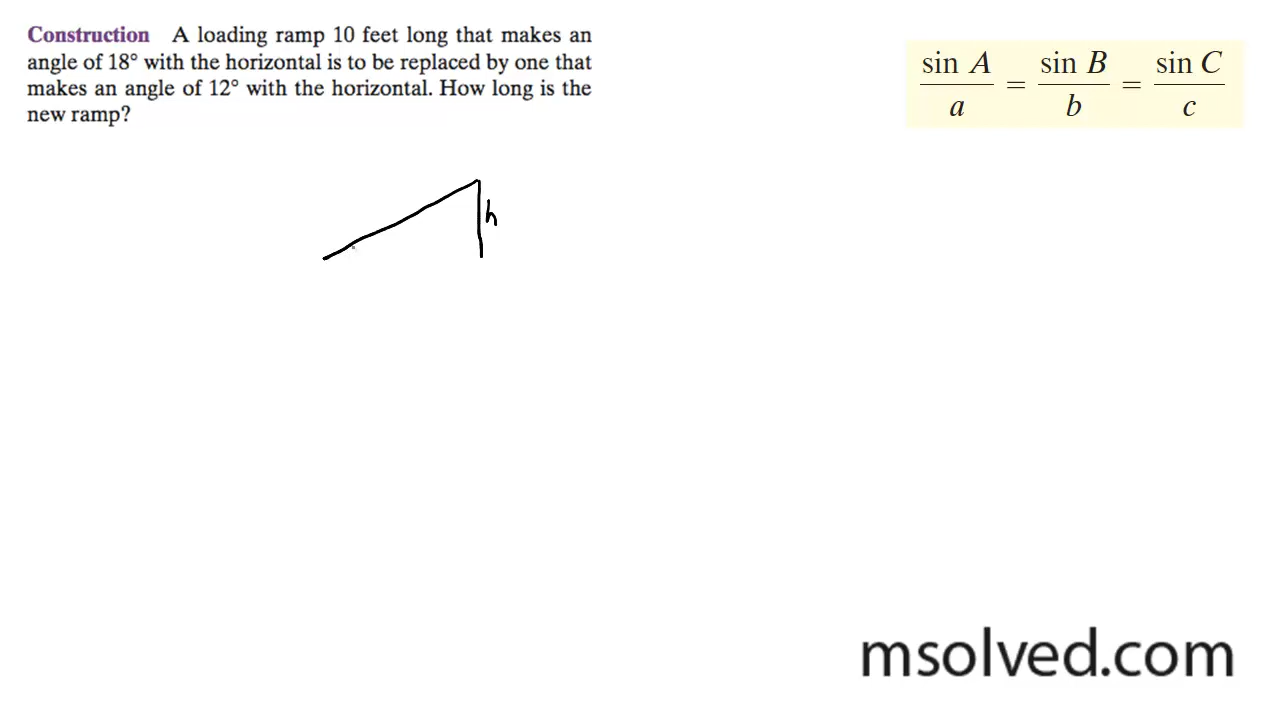 Construction A loading ramp 10 feet long that makes an
angle of 18° with the horizontal is to be replaced by one that
makes an angle of 12° with the horizontal. How long is the
new ramp?
sin A / a = sin B / b = sin C / c
h
msolved.com